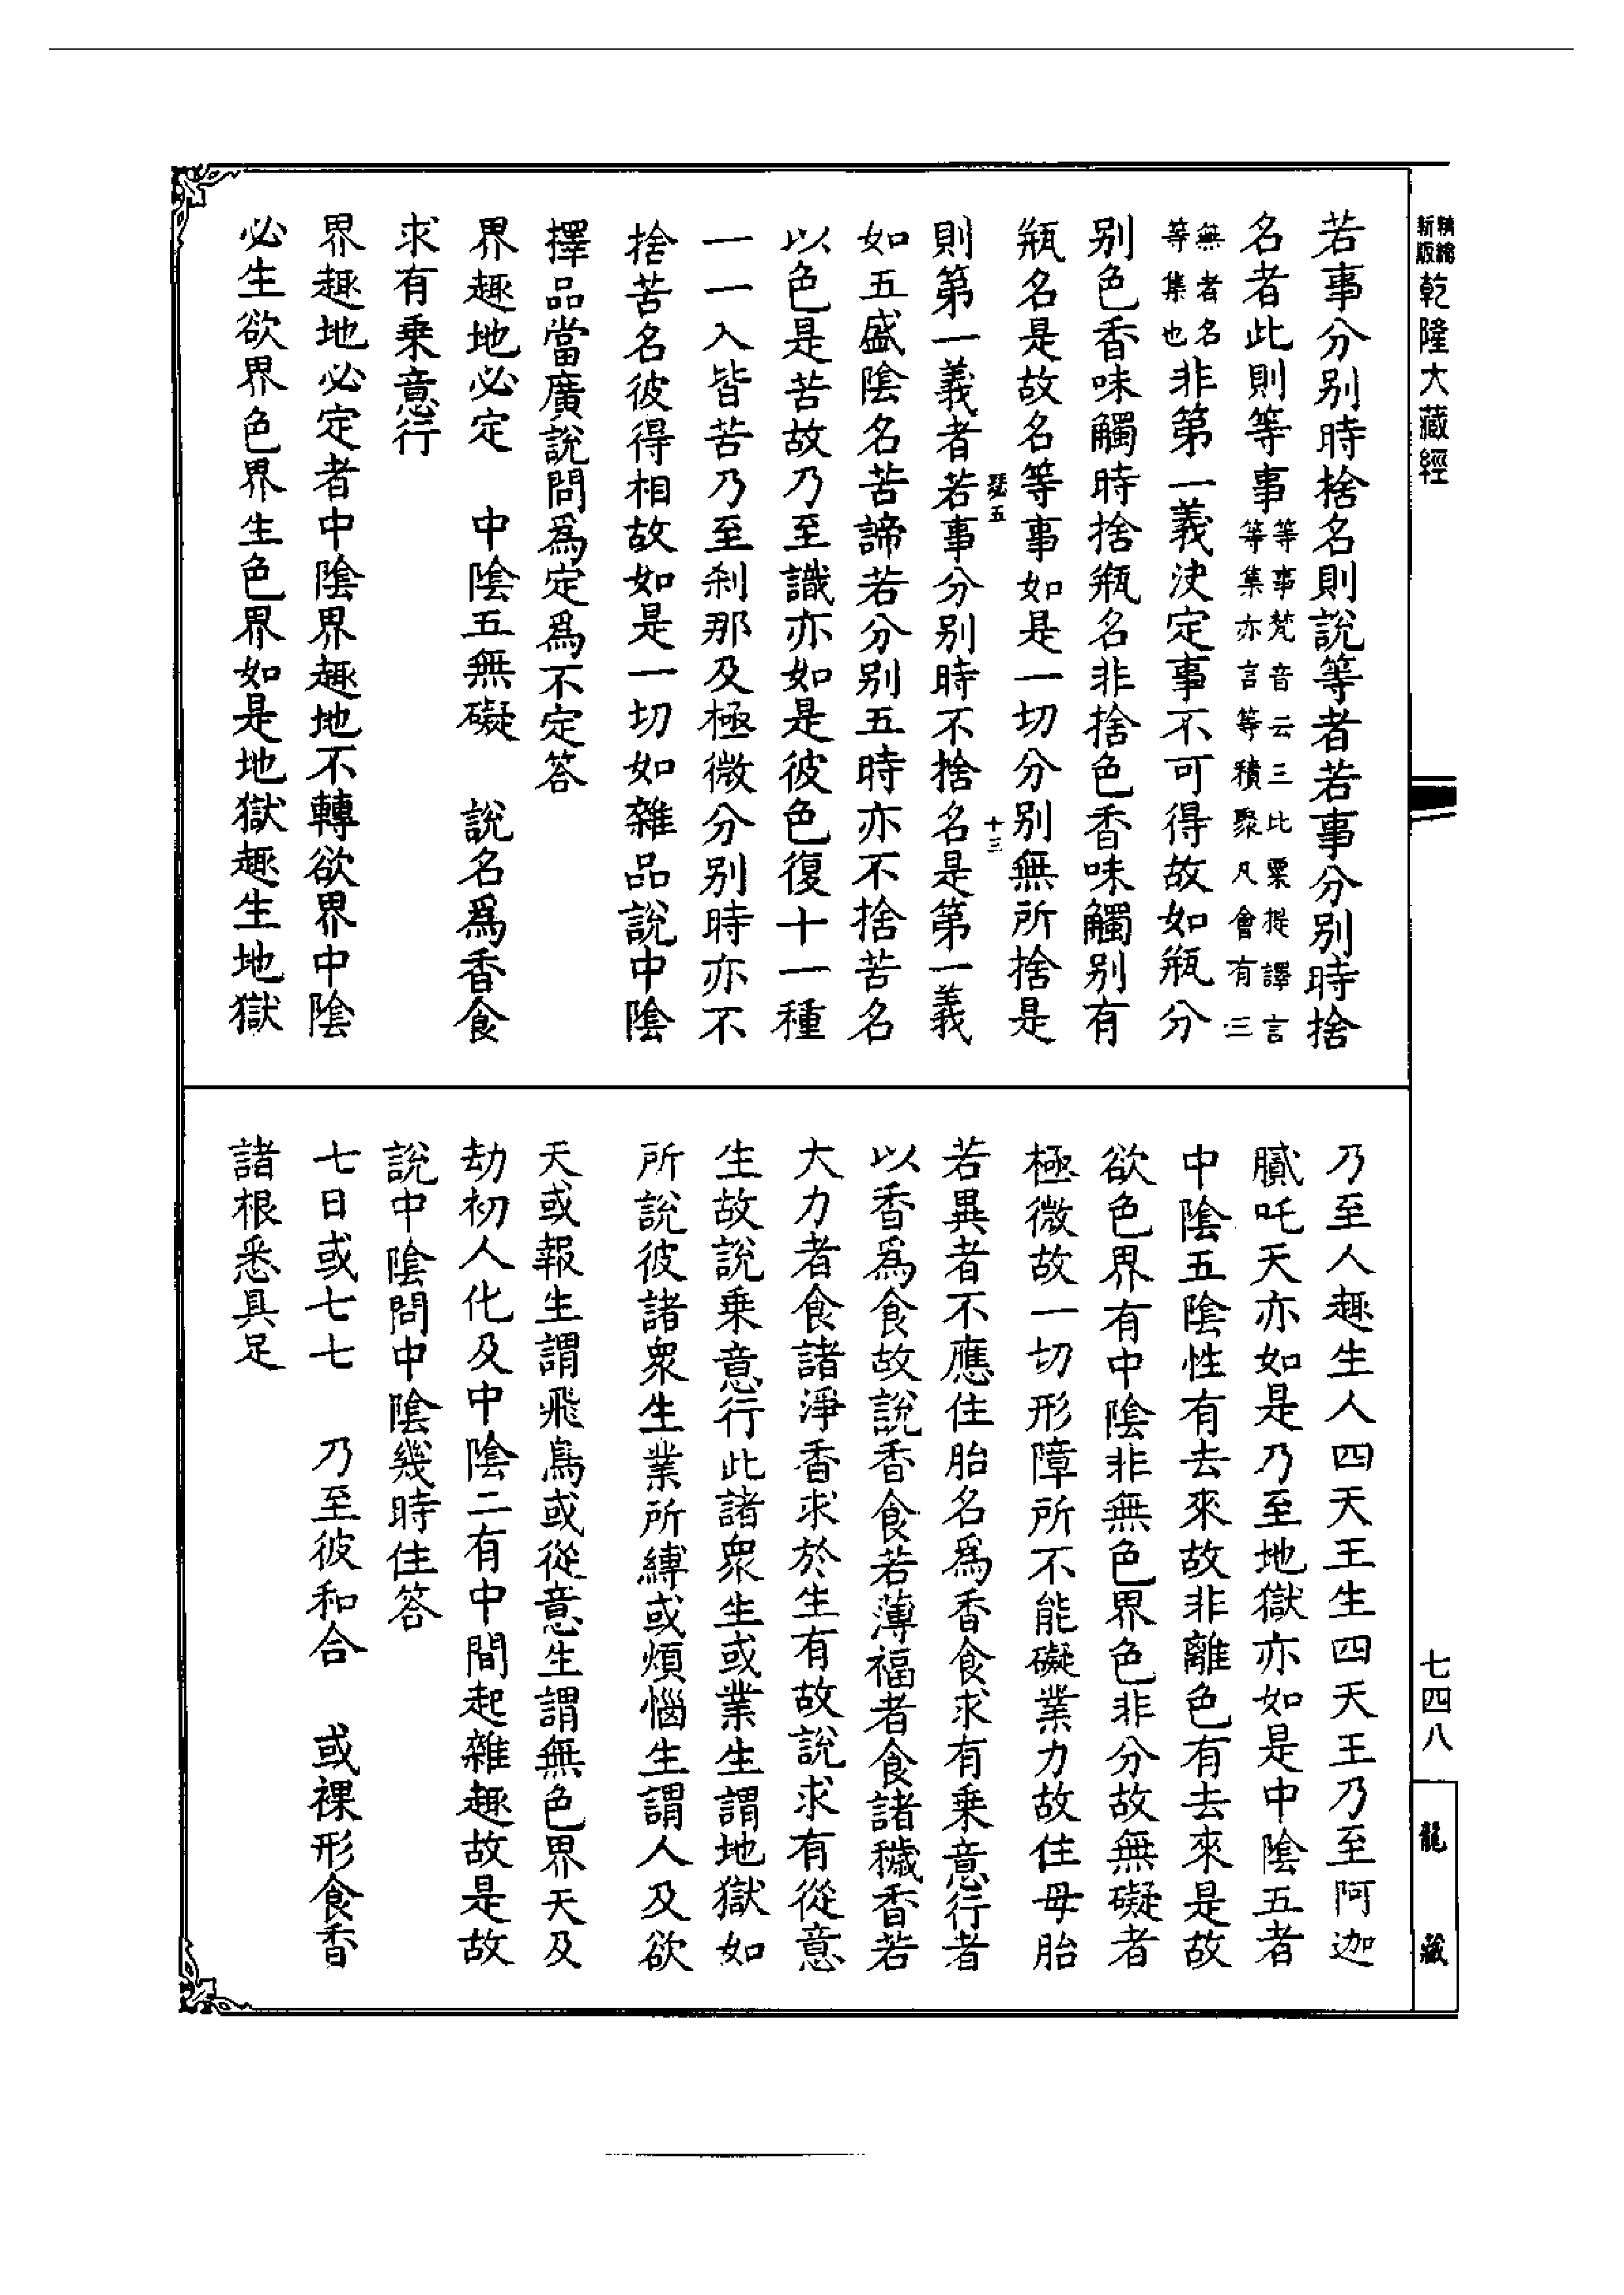 精縮新版乾隆大藏經
若事分別時捨名則說等者若事分別時捨
名者此則等事等事梵音云三比栗提譯言等集亦言等積聚凡會有三
無者名等集也非第一義決定事不可得故如瓶分
別色香味觸時捨瓶名非捨色香味觸別有
瓶名是故名等事如是一切分別無所捨是
瑟五 十三
則第一義者若事分別時不捨名是第一義
如五盛陰名苦諦若分別五時亦不捨苦名
以色是苦故乃至識亦如是彼色復十一種
一一入皆苦乃至剎那及極微分別時亦不
捨苦名彼得相故如是一切如雜品說中陰
擇品當廣說問為定為不定答
界趣地必定 中陰五無礙 說名為香食
求有乘意行
界趣地必定者中陰界趣地不轉欲界中陰
必生欲界色界生色界如是地獄趣生地獄
乃至人趣生人四天王生四天王乃至阿迦
膩吒天亦如是乃至地獄亦如是中陰五者
中陰五陰性有去來故非離色有去來是故
欲色界有中陰非無色界色非分故無礙者
極微故一切形障所不能礙業力故住母胎
若異者不應住胎名為香食求有乘意行者
以香為食故說香食若薄福者食諸穢香若
大力者食諸淨香求於生有故說求有從意
生故說乘意行此諸眾生或業生謂地獄如
所說彼諸眾生業所縛或煩惱生謂人及欲
天或報生謂飛鳥或從意生謂無色界天及
劫初人化及中陰二有中間起雜趣故是故
說中陰問中陰幾時住答
七日或七七 乃至彼和合 或裸形食香
諸根悉具足
七四八
龍藏